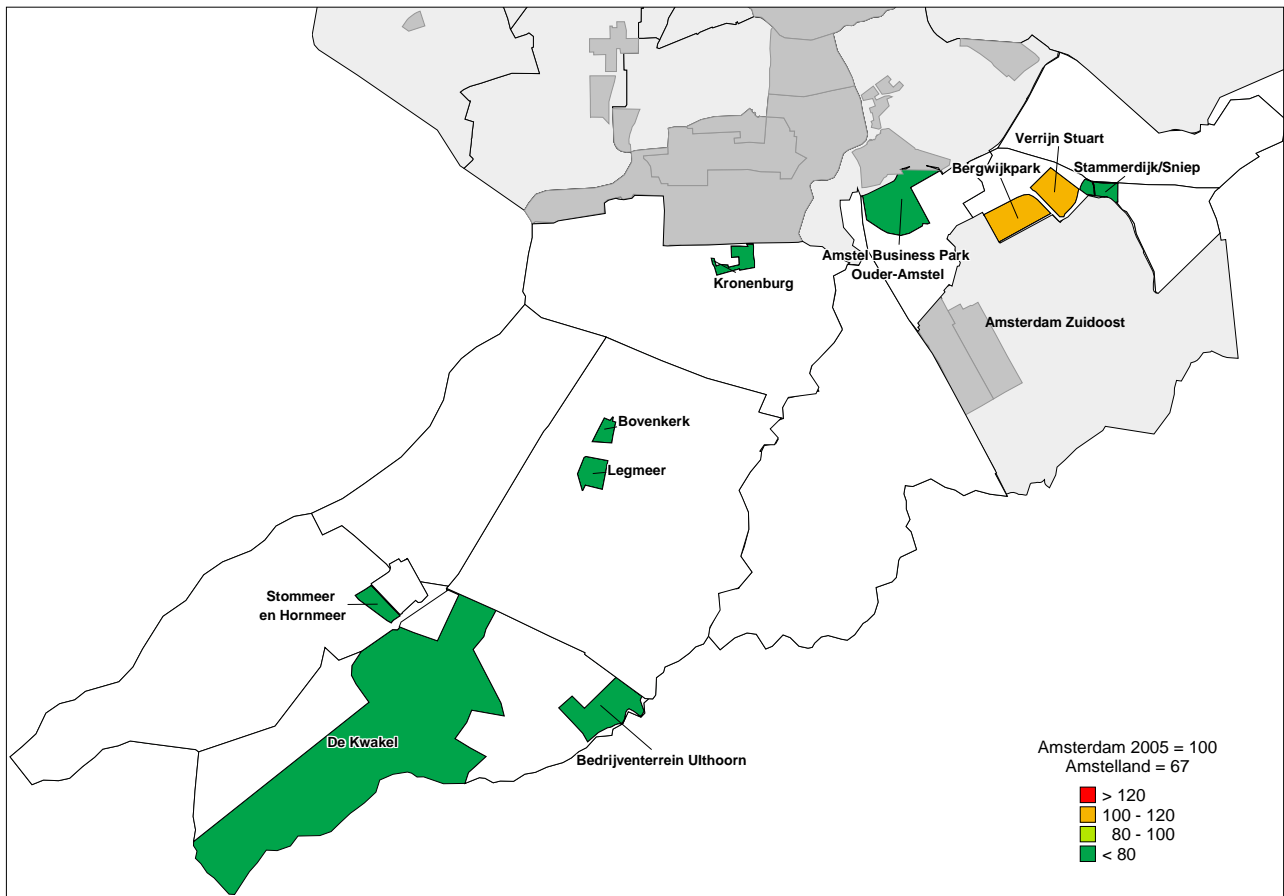 Verrijn Stuart
Bergwijkpark
Stammerdijk/Sniep
Amstel Business Park
Ouder-Amstel
Kronenburg
Amsterdam Zuidoost
Bovenkerk
Legmeer
Stommeer
en Hornmeer
De Kwakel
Bedrijventerrein UIthoorn
Amsterdam 2005 = 100
Amstelland = 67
> 120
100 - 120
80 - 100
< 80